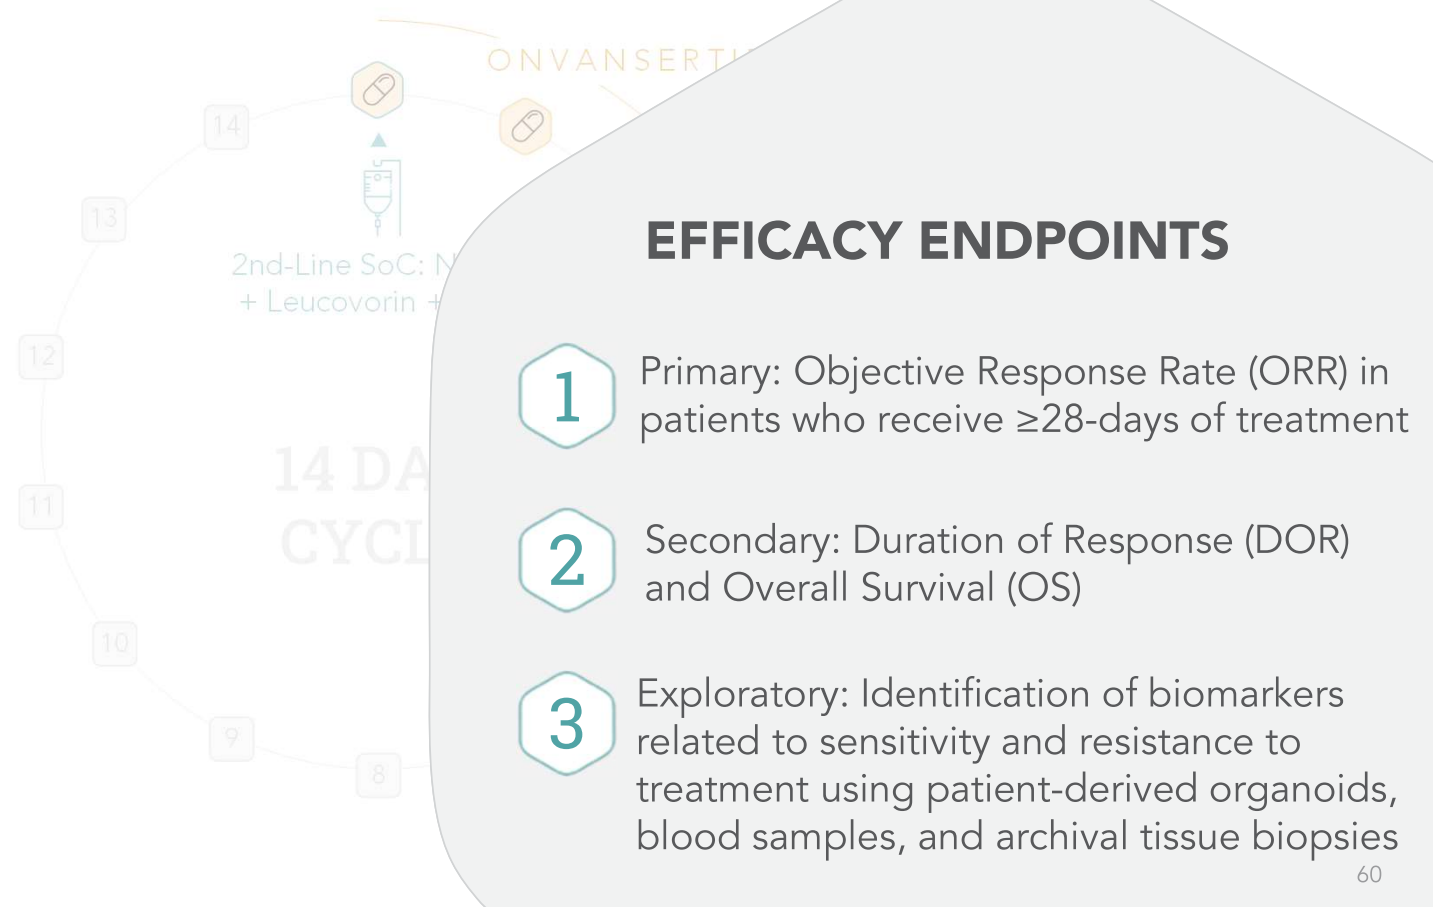 ONVANSERTI
14
13
2nd-Line SoC: N
+ Leucovorin +
12
11
14 DA
CYCL
10
9
8
EFFICACY ENDPOINTS
1
Primary: Objective Response Rate (ORR) in
patients who receive ≥28-days of treatment
2
Secondary: Duration of Response (DOR)
and Overall Survival (OS)
3
Exploratory: Identification of biomarkers
related to sensitivity and resistance to
treatment using patient-derived organoids,
blood samples, and archival tissue biopsies
60